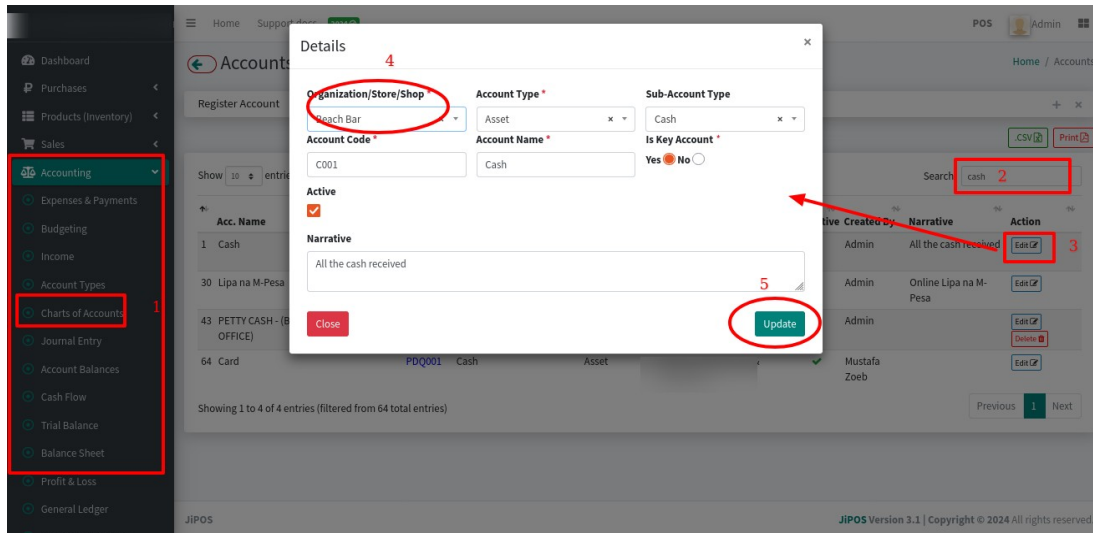 Home Support docs
POS Admin
Dashboard
Purchases
Products (Inventory)
Sales
Accounting
Expenses & Payments
Budgeting
Income
Account Types
Charts of Accounts
Journal Entry
Account Balances
Cash Flow
Trial Balance
Balance Sheet
Profit & Loss
General Ledger
1
Accounts
Home / Accounts
Register Account
+ ×
.CSV Print
Show 10 entrie
Search cash 2
Acc. Name
tive Created By Narrative Action
1 Cash
Admin All the cash received Edit 3
30 Lipa na M-Pesa
Admin Online Lipa na M-
Pesa
Edit
43 PETTY CASH - (B
OFFICE)
Admin Edit
Delete
64 Card PDQ001 Cash Asset Mustafa
Zoeb
Edit
Showing 1 to 4 of 4 entries (filtered from 64 total entries)
Previous 1 Next
Details ×
4
Organization/Store/Shop * Account Type * Sub-Account Type
Beach Bar × Asset × Cash ×
Account Code * Account Name * Is Key Account *
C001 Cash Yes No
Active
Narrative
All the cash received
5
Close Update
JiPOS
JiPOS Version 3.1 | Copyright © 2024 All rights reserved.